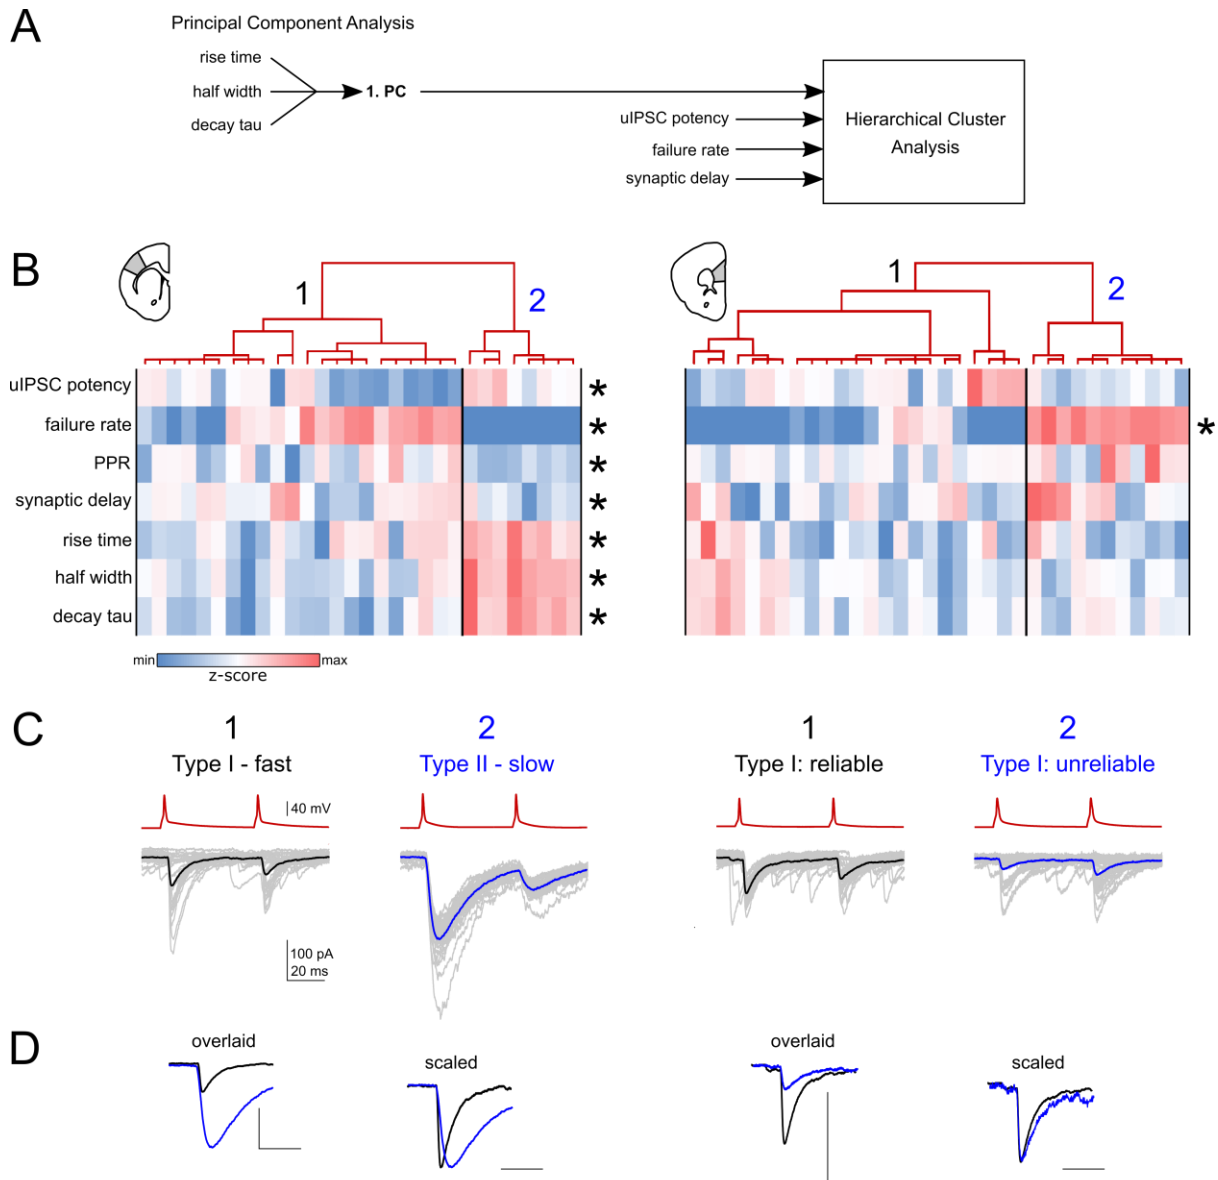 A
Principal Component Analysis
rise time
half width
decay tau
1. PC
uIPSC potency
failure rate
synaptic delay
Hierarchical Cluster
Analysis
B
1
2
1
2
uIPSC potency
*
failure rate
*
*
PPR
*
synaptic delay
*
rise time
*
half width
*
decay tau
*
min
max
z-score
C
1
2
1
2
Type I - fast
Type II - slow
Type I: reliable
Type I: unreliable
40 mV
100 pA
20 ms
D
overlaid
scaled
overlaid
scaled